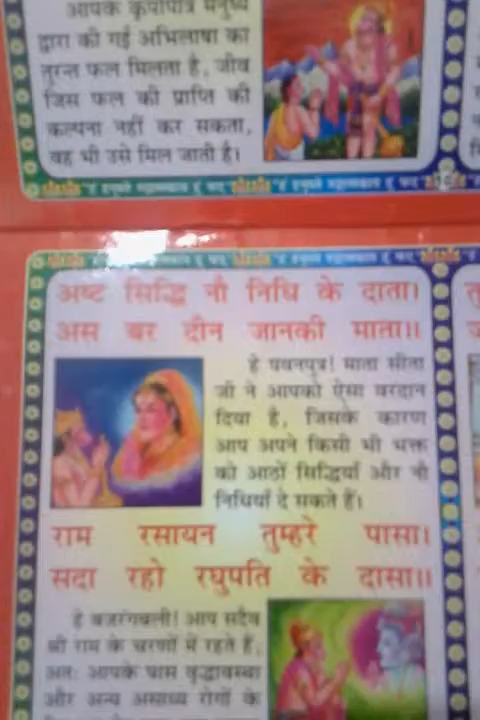 आपके कृपापात्र मनुष्य
द्वारा की गई अभिलाषा का
तुरन्त फल मिलता है, जीव
जिस फल की प्राप्ति की
कल्पना नहीं कर सकता,
वह भी उसे मिल जाती है।
अष्ट सिद्धि नौ निधि के दाता।
अस बर दीन जानकी माता॥
हे पवनपुत्र! माता सीता
जी ने आपको ऐसा वरदान
दिया है, जिसके कारण
आप अपने किसी भी भक्त
को आठों सिद्धियाँ और नौ
निधियाँ दे सकते हैं।
राम रसायन तुम्हरे पासा।
सदा रहो रघुपति के दासा॥
हे बजरंगबली! आप सदैव
श्री राम के चरणों में रहते हैं,
अतः आपके पास वृद्धावस्था
और अन्य असाध्य रोगों के